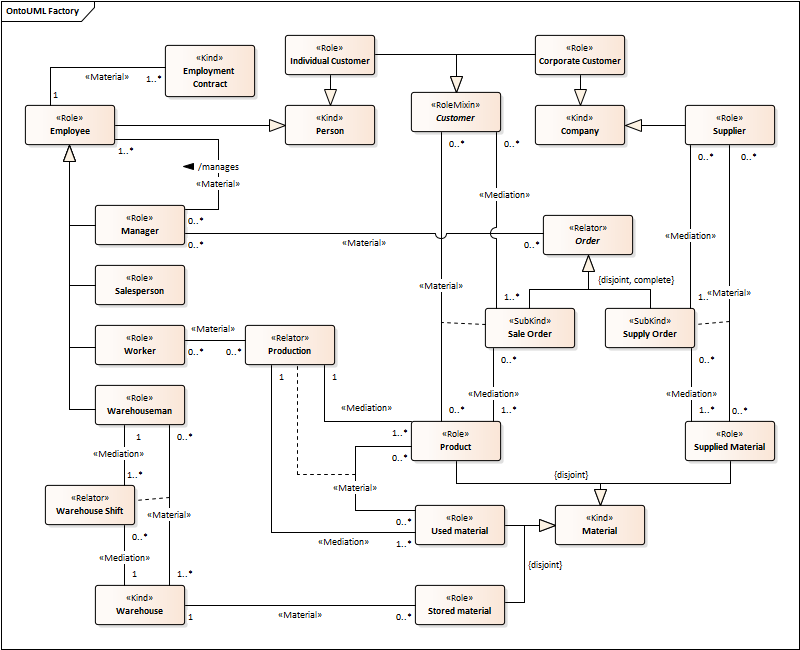 OntoUML Factory
«Kind»
Employment
Contract
«Role»
Individual Customer
«Role»
Corporate Customer
«Material»
1..*
1
«Role»
Employee
«Kind»
Person
«RoleMixin»
Customer
«Kind»
Company
«Role»
Supplier
1..*
0..*
0..*
0..*
0..*
/manages
«Material»
«Mediation»
«Role»
Manager
0..*
0..*
«Material»
0..*
«Relator»
Order
«Mediation»
«Role»
Salesperson
«Material»
{disjoint, complete}
1..*
1..
«Material»
«Role»
Worker
«Material»
0..*
0..*
«Relator»
Production
«SubKind»
Sale Order
«SubKind»
Supply Order
0..*
0..*
1
1
«Role»
Warehouseman
«Mediation»
«Mediation»
«Mediation»
0..*
1..*
1..*
0..*
1
0..*
1..*
0..*
«Role»
Product
«Role»
Supplied Material
«Mediation»
1..*
{disjoint}
«Material»
«Relator»
Warehouse Shift
«Material»
0..*
0..*
1..*
«Mediation»
«Role»
Used material
«Kind»
Material
«Mediation»
1
1..*
{disjoint}
«Kind»
Warehouse
1
«Material»
0..*
«Role»
Stored material